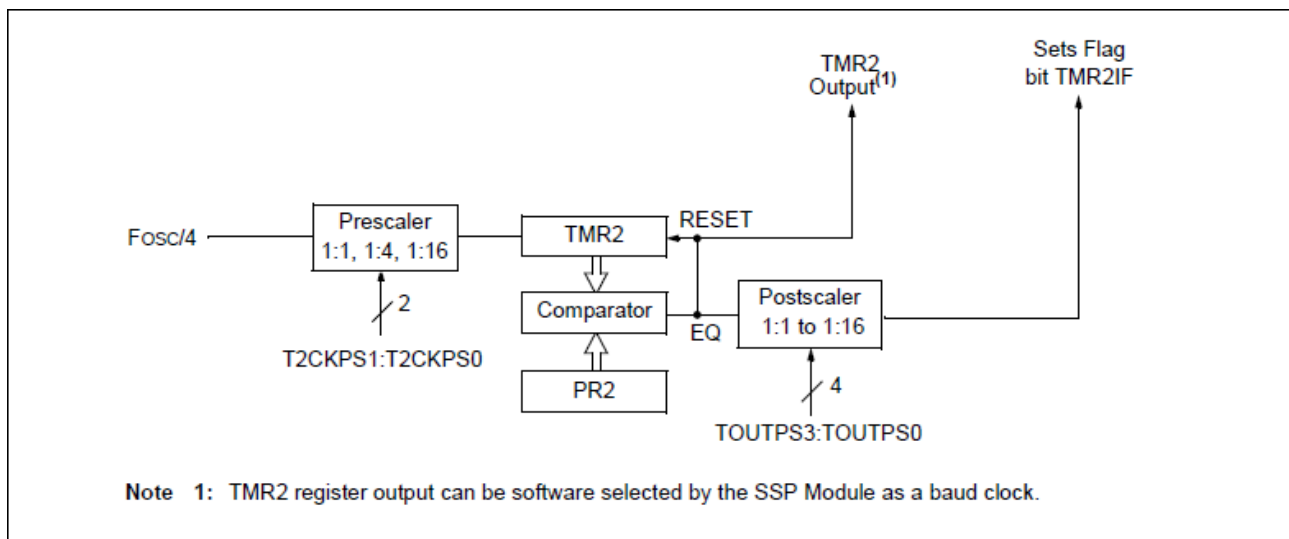 TMR2
Output(1)
Sets Flag
bit TMR2IF
FOSC/4
Prescaler
1:1, 1:4, 1:16
2
T2CKPS1:T2CKPS0
TMR2
RESET
Comparator
EQ
PR2
Postscaler
1:1 to 1:16
4
TOUTPS3:TOUTPS0
Note 1: TMR2 register output can be software selected by the SSP Module as a baud clock.